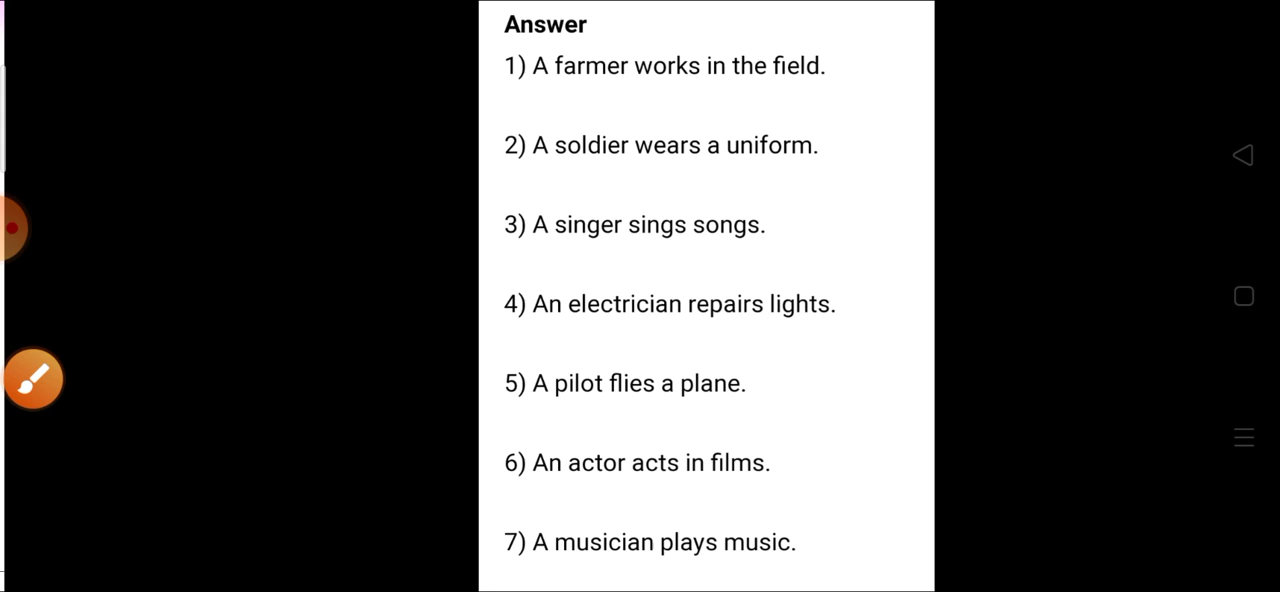 Answer
1) A farmer works in the field.
2) A soldier wears a uniform.
3) A singer sings songs.
4) An electrician repairs lights.
5) A pilot flies a plane.
6) An actor acts in films.
7) A musician plays music.